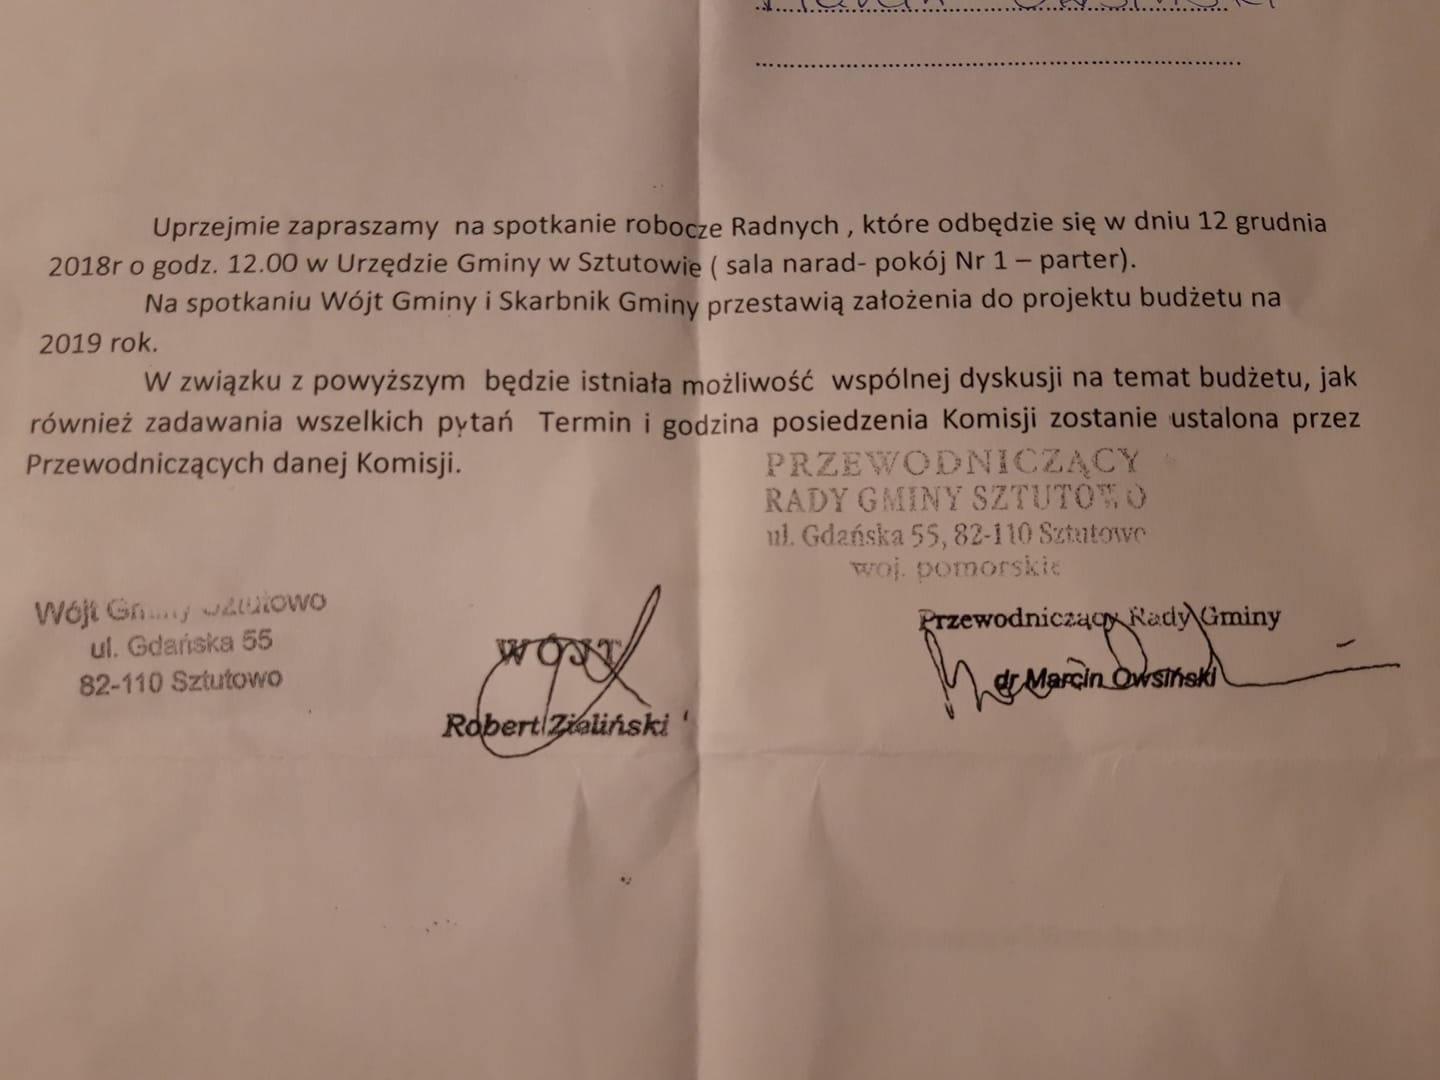 Owsiński
Uprzejmie zapraszamy na spotkanie robocze Radnych , które odbędzie się w dniu 12 grudnia
2018r o godz. 12.00 w Urzędzie Gminy w Sztutowie ( sala narad- pokój Nr 1 – parter).
Na spotkaniu Wójt Gminy i Skarbnik Gminy przestawią założenia do projektu budżetu na
2019 rok.
W związku z powyższym będzie istniała możliwość wspólnej dyskusji na temat budżetu, jak
również zadawania wszelkich pytań Termin i godzina posiedzenia Komisji zostanie ustalona przez
Przewodniczących danej Komisji.
PRZEWODNICZĄCY
RADY GMINY SZTUTOWO
ul. Gdańska 55, 82-110 Sztutowo
woj. pomorskie
Wójt Gminy Sztutowo
ul. Gdańska 55
82-110 Sztutowo
WÓJT
Robert Zieliński
Przewodniczący Rady Gminy
dr Marcin Owsiński